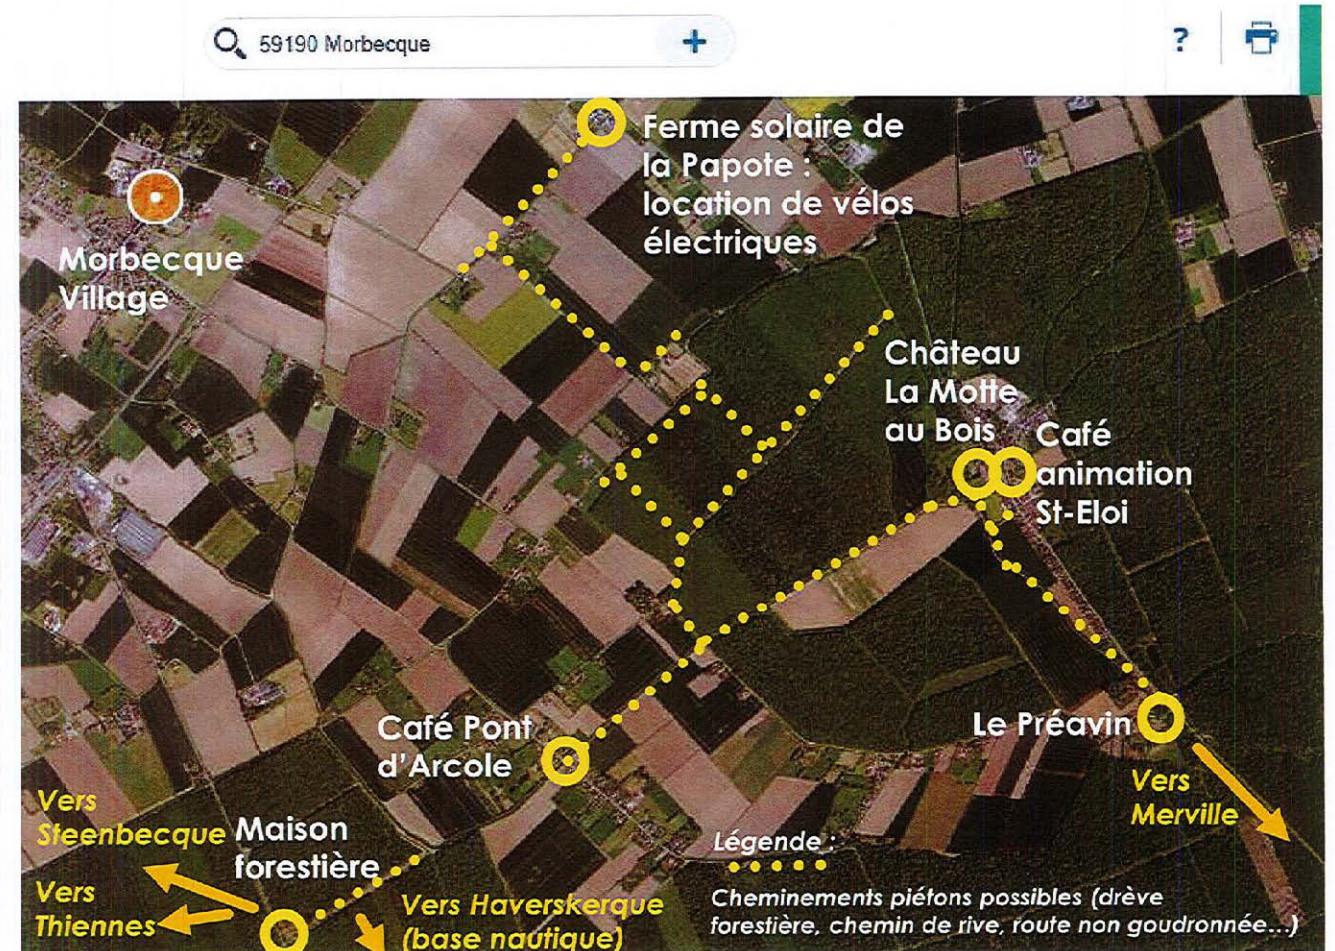 59190 Morbecque
+
?
Ferme solaire de
la Papote :
location de vélos
électriques
Morbecque
Village
Château
La Motte
au Bois
Café
animation
St-Eloi
Café Pont
d'Arcole
Le Préavin
Vers
Merville
Vers
Steenbecque
Maison
forestière
Vers
Thiennes
Vers Haverskerque
(base nautique)
Légende :
Cheminements piétons possibles (drève
forestière, chemin de rive, route non goudronnée...)